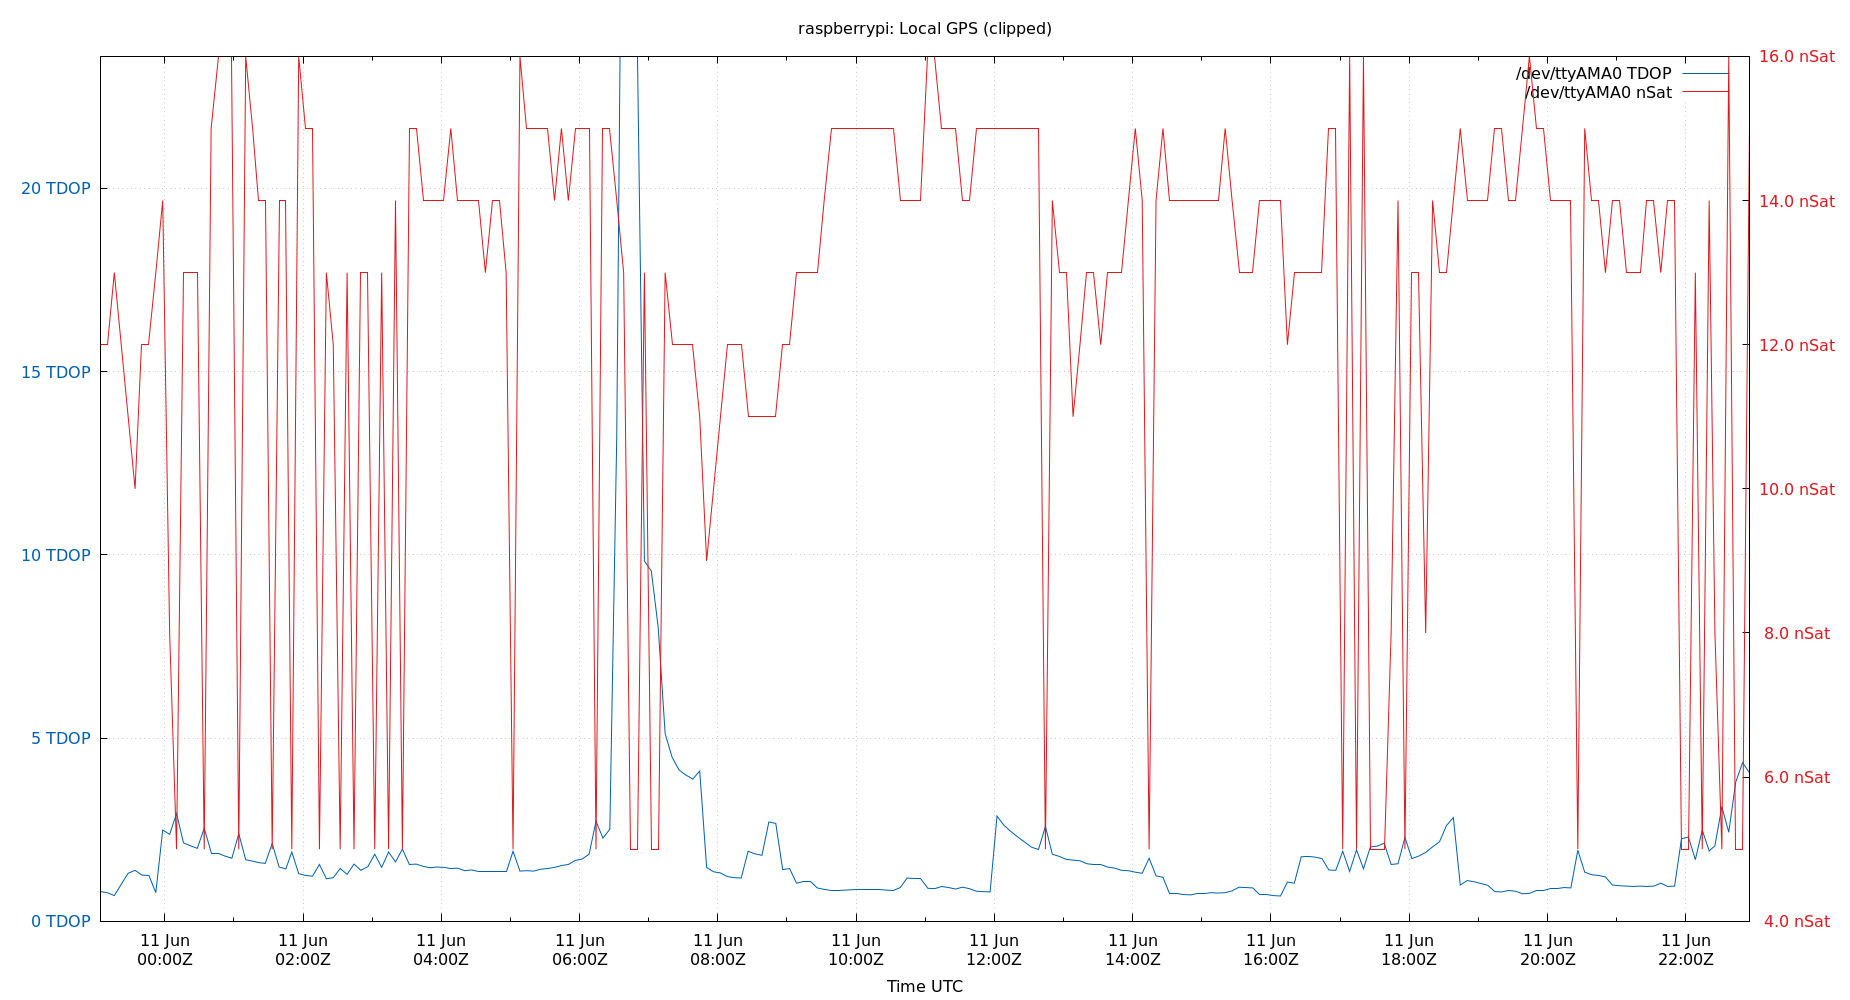 raspberrypi: Local GPS (clipped)
16.0 nSat
/dev/ttyAMA0 TDOP
/dev/ttyAMA0 nSat
20 TDOP
14.0 nSat
15 TDOP
12.0 nSat
10.0 nSat
10 TDOP
8.0 nSat
5 TDOP
6.0 nSat
0 TDOP
4.0 nSat
11 Jun 11 Jun 11 Jun 11 Jun 11 Jun 11 Jun 11 Jun 11 Jun 11 Jun 11 Jun 11 Jun 11 Jun
00:00Z 02:00Z 04:00Z 06:00Z 08:00Z 10:00Z 12:00Z 14:00Z 16:00Z 18:00Z 20:00Z 22:00Z
Time UTC